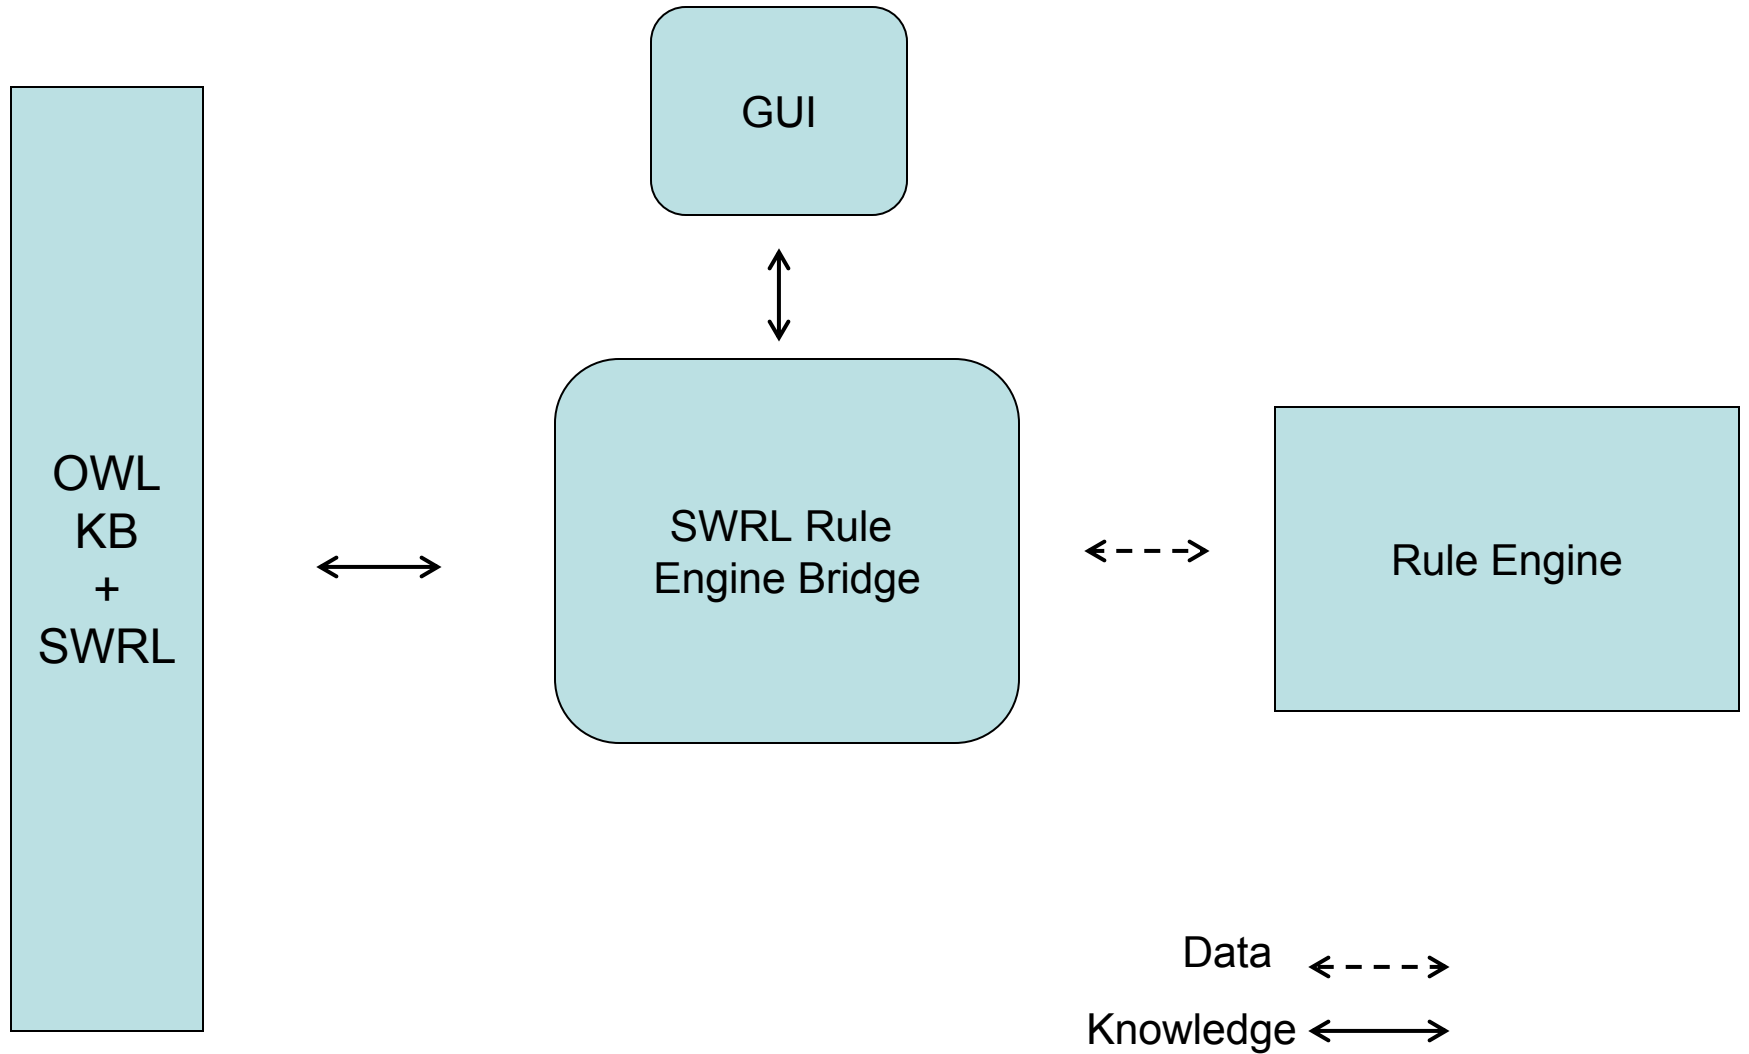 GUI
OWL
KB
+
SWRL
SWRL Rule
Engine Bridge
Rule Engine
Data
Knowledge